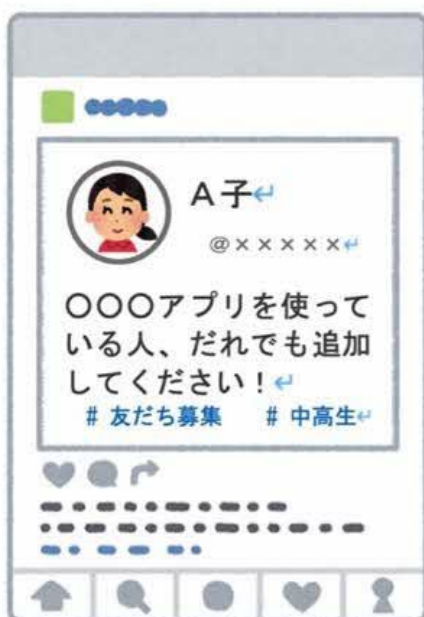 A子
@×××××
〇〇〇アプリを使って
いる人、だれでも追加
してください！
# 友だち募集 # 中高生